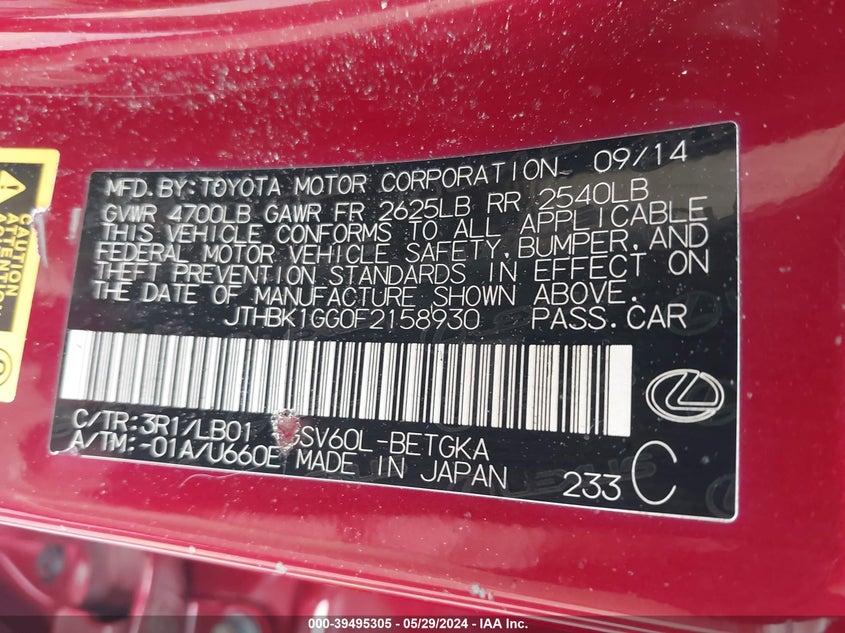 MFD.BY:TOYOTA MOTOR CORPORATION 09/14
GVWR 4700LB GAWR FR 2625LB RR 2540LB
THIS VEHICLE CONFORMS TO ALL APPLICABLE
FEDERAL MOTOR VEHICLE SAFETY,BUMPER,AND
THEFT PREVENTION STANDARDS IN EFFECT ON
THE DATE OF MANUFACTURE SHOWN ABOVE.
JTHBK1GG0F2158930 PASS.CAR
C/TR:3R1/LB01 GSV60L-BETGKA
A/TM:-01A/U660E MADE IN JAPAN
233 C
CAUTION
000-39495305 - 05/29/2024 - IAA Inc.